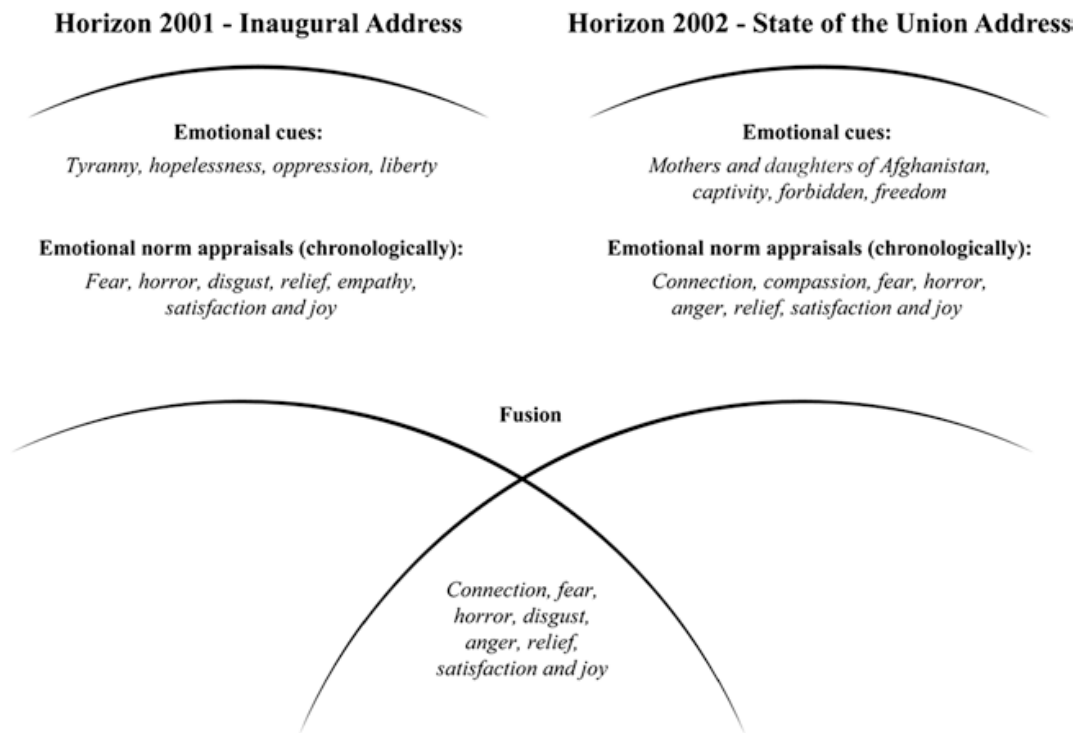 Horizon 2001 - Inaugural Address
Emotional cues:
Tyranny, hopelessness, oppression, liberty
Emotional norm appraisals (chronologically):
Fear, horror, disgust, relief, empathy,
satisfaction and joy
Horizon 2002 - State of the Union Address
Emotional cues:
Mothers and daughters of Afghanistan,
captivity, forbidden, freedom
Emotional norm appraisals (chronologically):
Connection, compassion, fear, horror,
anger, relief, satisfaction and joy
Fusion
Connection, fear,
horror, disgust,
anger, relief,
satisfaction and joy